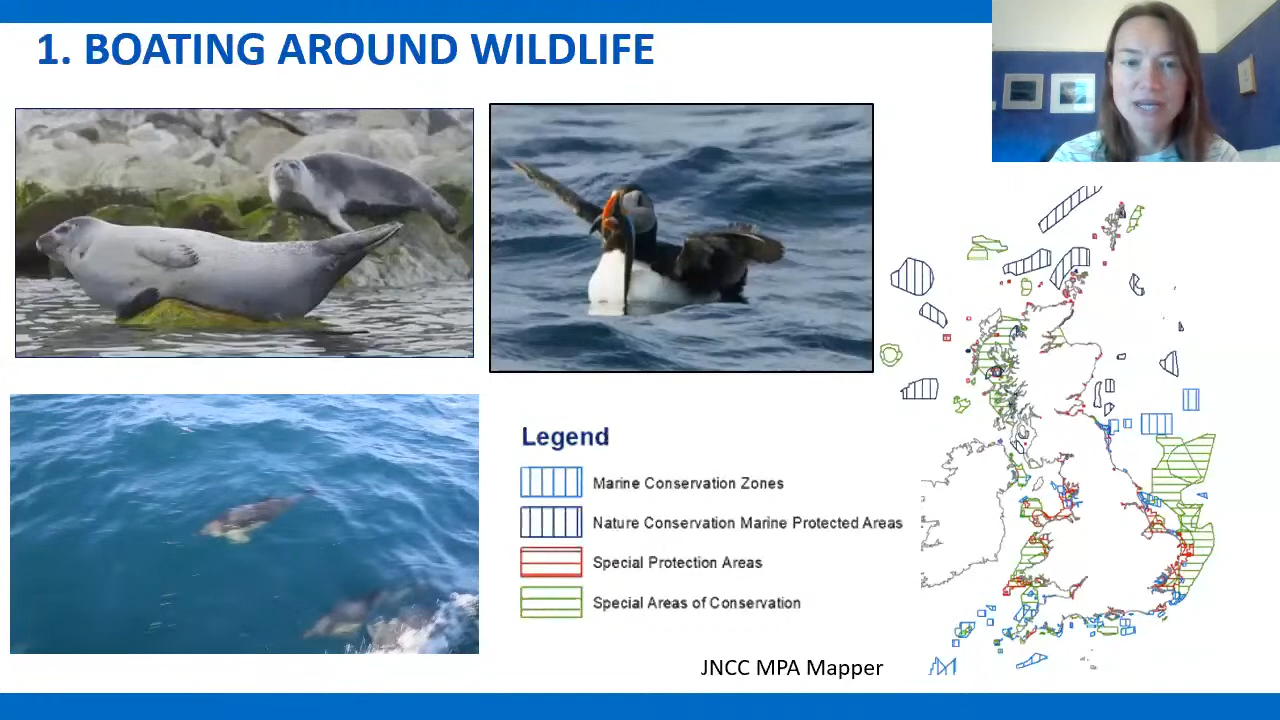 1. BOATING AROUND WILDLIFE
Legend
Marine Conservation Zones
Nature Conservation Marine Protected Areas
Special Protection Areas
Special Areas of Conservation
JNCC MPA Mapper